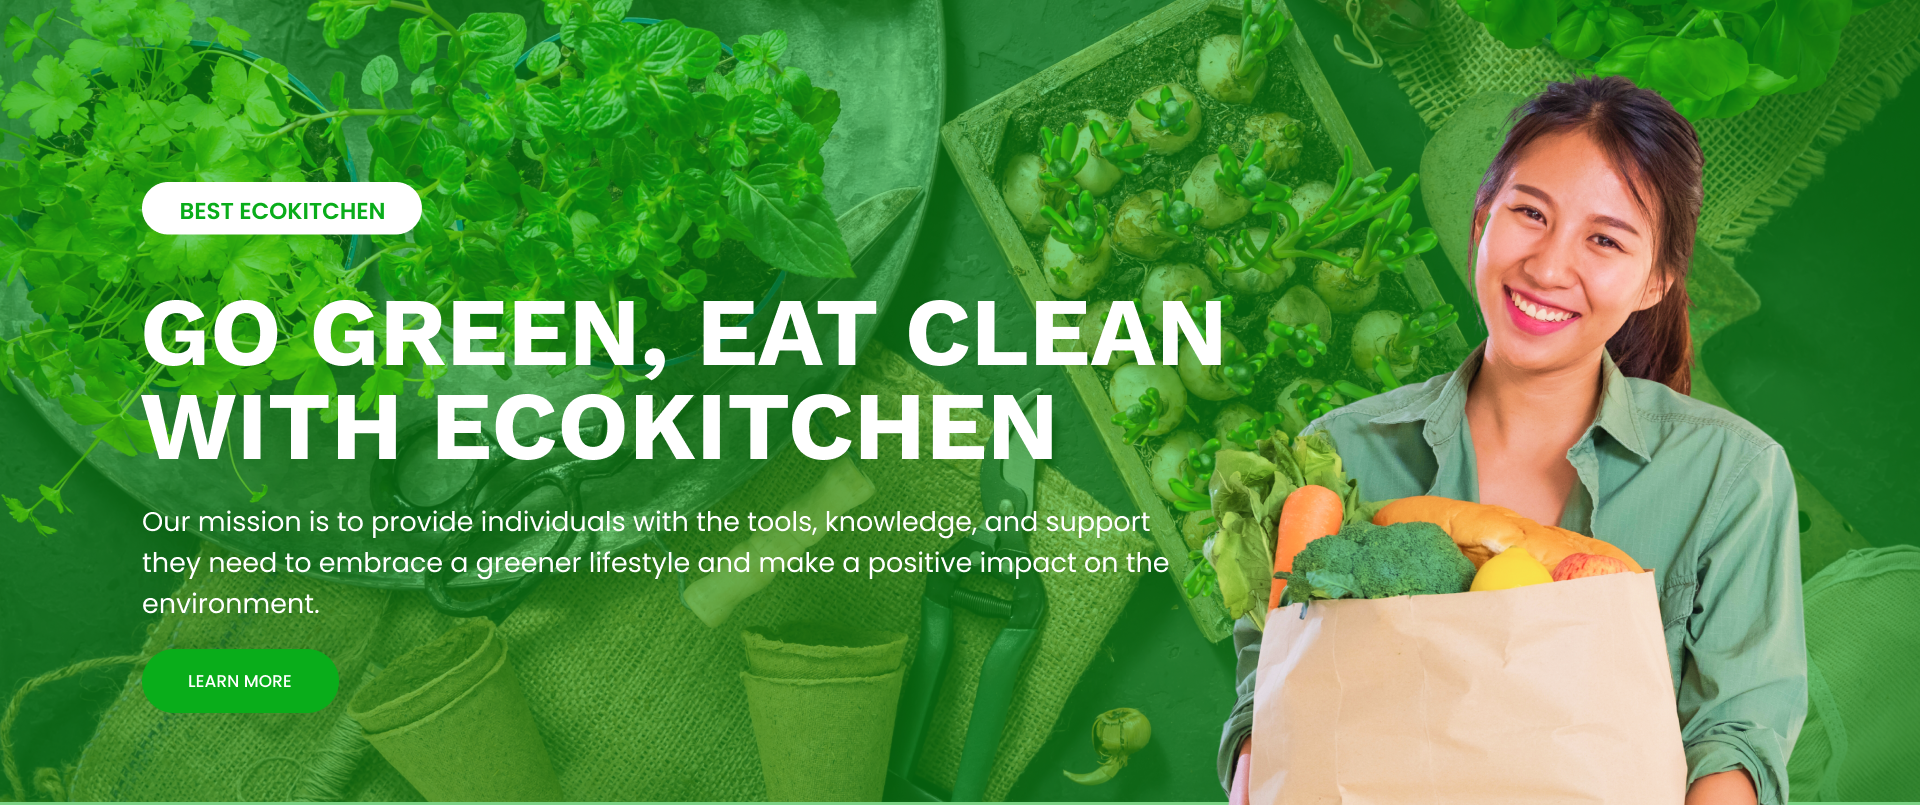 BEST ECOKITCHEN
GO GREEN, EAT CLEAN
WITH ECOKITCHEN
Our mission is to provide individuals with the tools, knowledge, and support
they need to embrace a greener lifestyle and make a positive impact on the
environment.
LEARN MORE